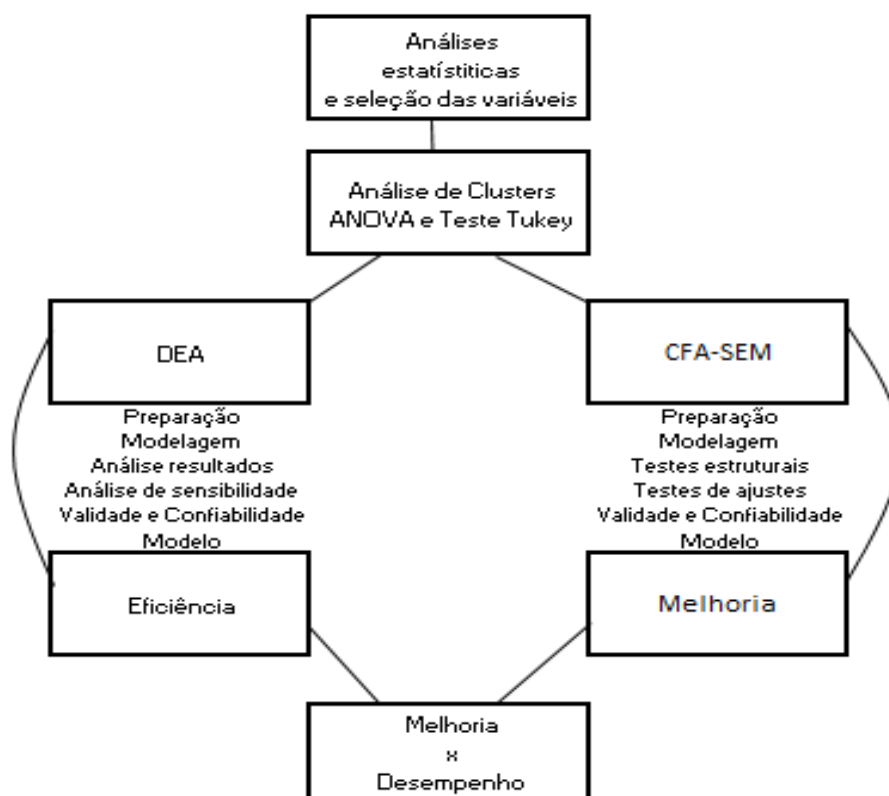 Análises
estatístiticas
e seleção das variáveis
Análise de Clusters
ANOVA e Teste Tukey
DEA
Preparação
Modelagem
Análise resultados
Análise de sensibilidade
Validade e Confiabilidade
Modelo
Eficiência
CFA-SEM
Preparação
Modelagem
Testes estruturais
Testes de ajustes
Validade e Confiabilidade
Modelo
Melhoria
Melhoria
x
Desempenho